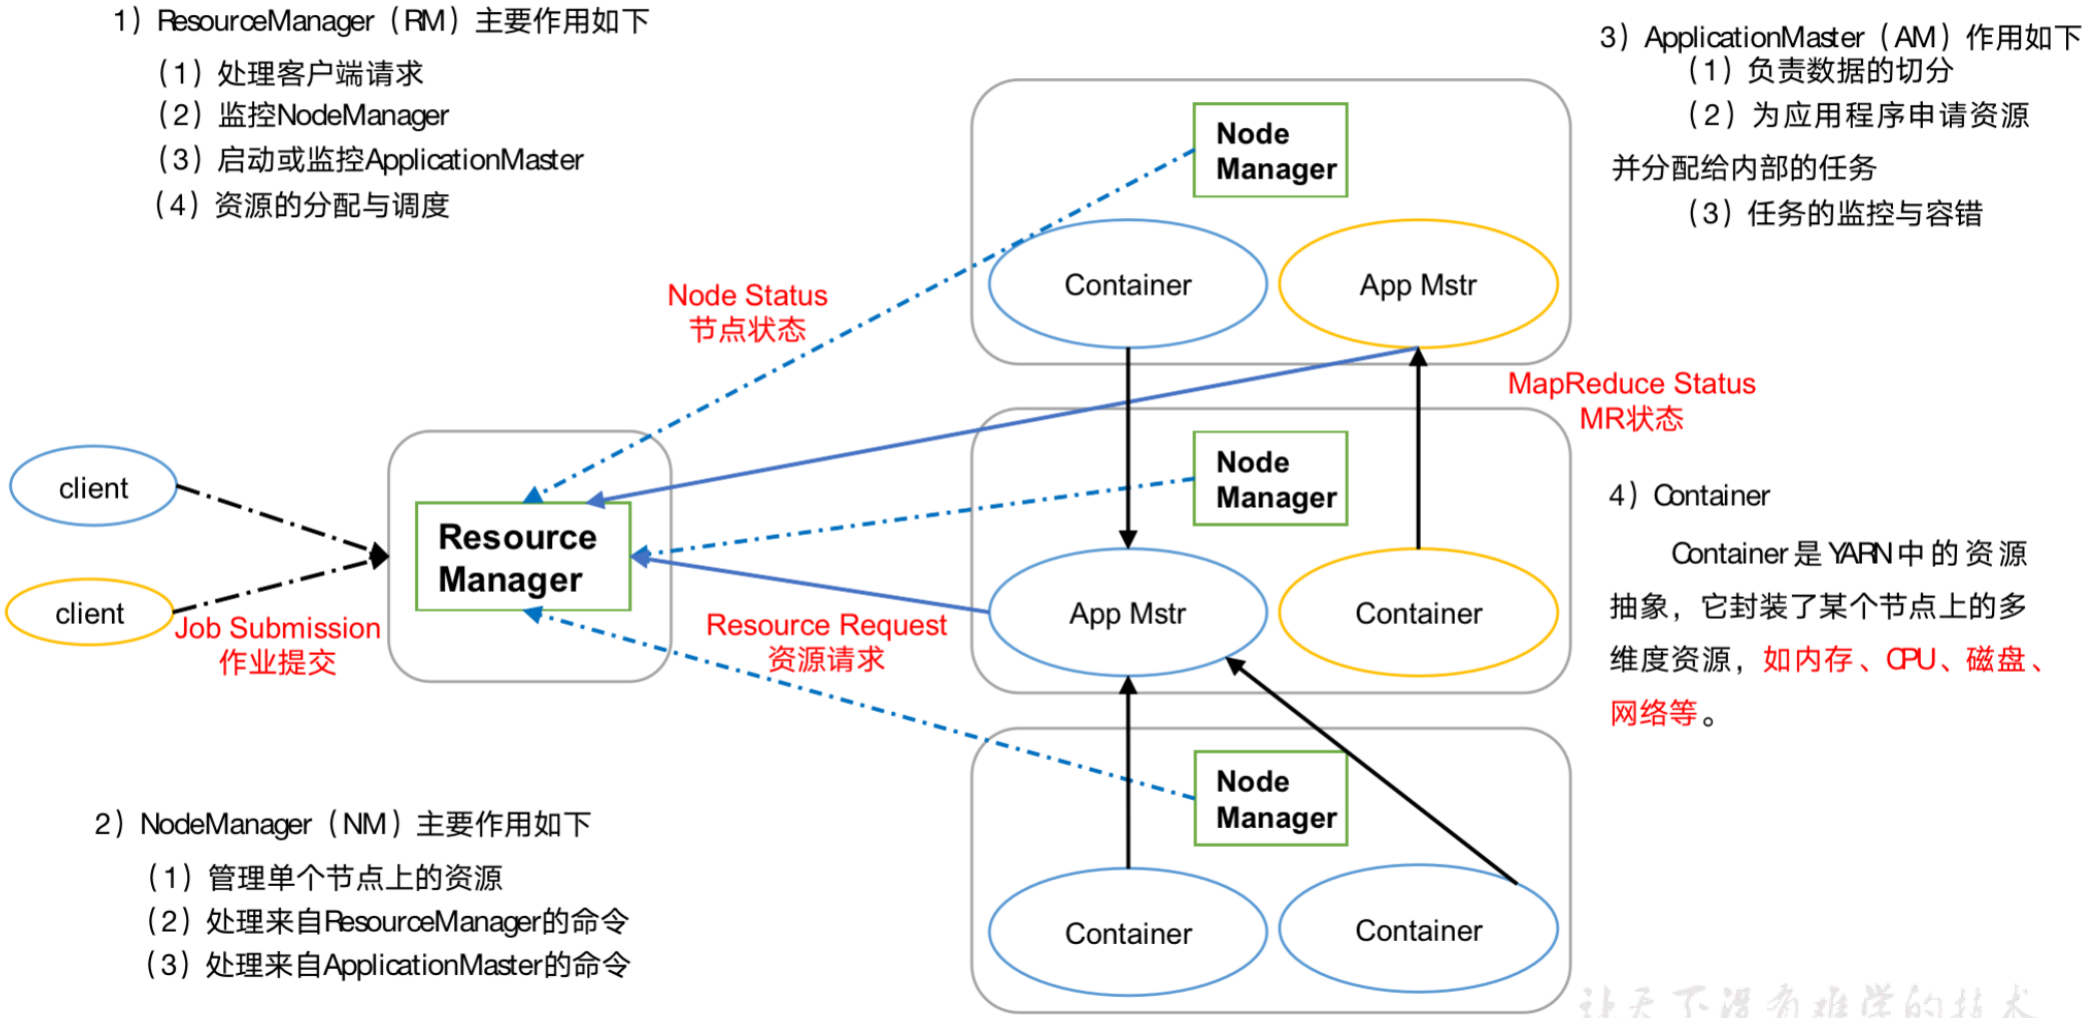 1）ResourceManager（RM）主要作用如下
（1）处理客户端请求
（2）监控NodeManager
（3）启动或监控ApplicationMaster
（4）资源的分配与调度
3）ApplicationMaster（AM）作用如下
（1）负责数据的切分
（2）为应用程序申请资源
并分配给内部的任务
（3）任务的监控与容错
Node
Manager
Container
App Mstr
Node Status
节点状态
MapReduce Status
MR状态
client
client
Job Submission
作业提交
Resource
Manager
Resource Request
资源请求
Node
Manager
App Mstr
Container
4）Container
Container是YARN中的资源
抽象，它封装了某个节点上的多
维度资源，如内存、CPU、磁盘、
网络等。
Node
Manager
Container
Container
2）NodeManager（NM）主要作用如下
（1）管理单个节点上的资源
（2）处理来自ResourceManager的命令
（3）处理来自ApplicationMaster的命令
让天下没有难学的技术